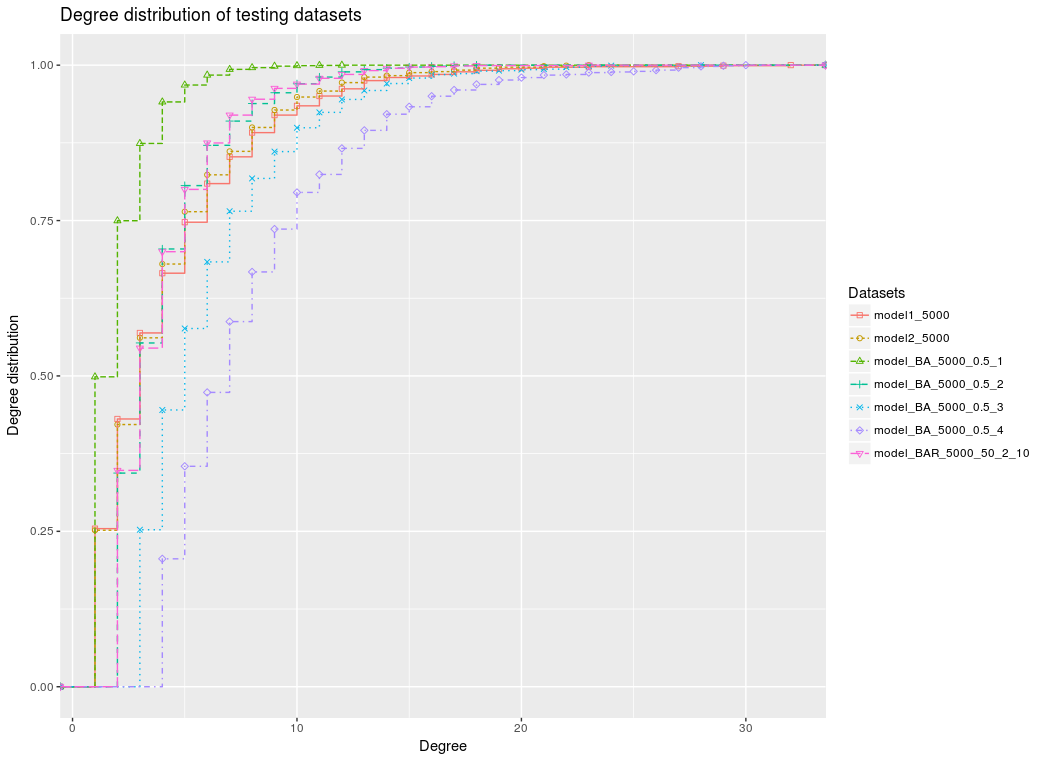 Degree distribution of testing datasets
1.00
0.75
0.50
0.25
0.00
0
10
20
30
Degree
Degree distribution
Datasets
model1_5000
model2_5000
model_BA_5000_0.5_1
model_BA_5000_0.5_2
model_BA_5000_0.5_3
model_BA_5000_0.5_4
model_BAR_5000_50_2_10